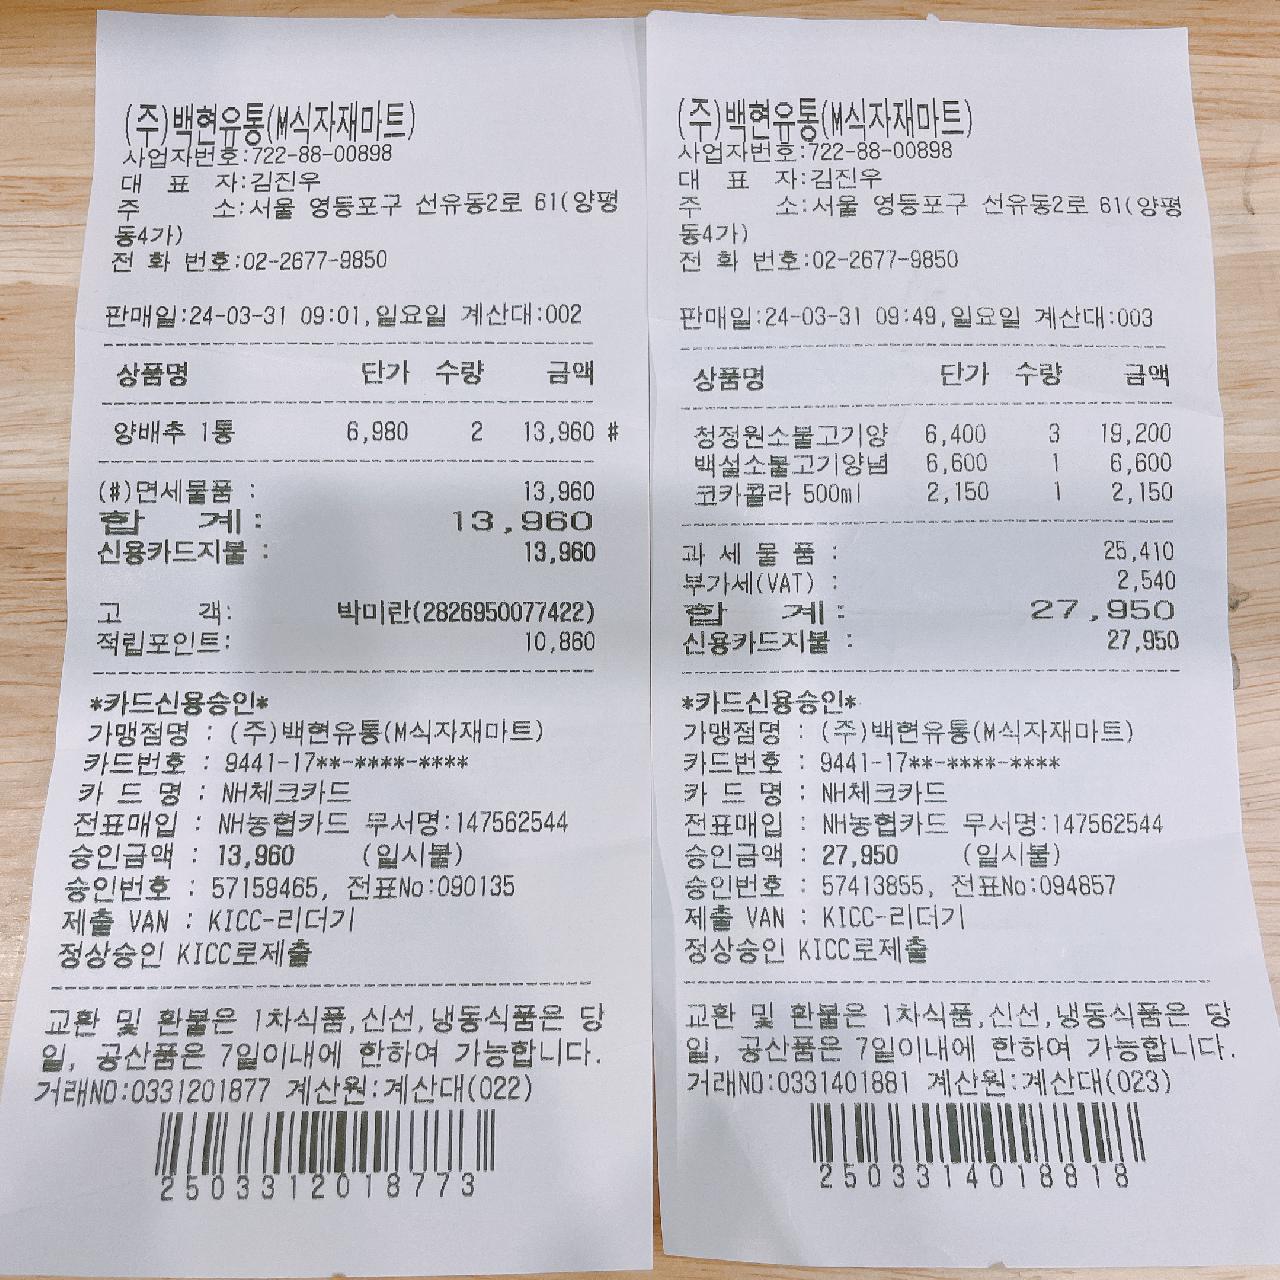 (주)백현유통(M식자재마트)
사업자번호:722-88-00898
대 표 자:김진우
주 소:서울 영등포구 선유동2로 61(양평
동4가)
전 화 번호:02-2677-9850
판매일:24-03-31 09:01,일요일 계산대:002
상품명 단가 수량 금액
양배추 1통 6,980 2 13,960 #
(#)면세물품 : 13,960
합 계: 13,960
신용카드지불 : 13,960
고 객: 박미란(2826950077422)
적립포인트: 10,860
*카드신용승인*
가맹점명 : (주)백현유통(M식자재마트)
카드번호 : 9441-17**-****-****
카 드 명 : NH체크카드
전표매입 : NH농협카드 무서명:147562544
승인금액 : 13,960 (일시불)
승인번호 : 57159465, 전표No:090135
제출 VAN : KICC-리더기
정상승인 KICC로제출
교환 및 환불은 1차식품,신선,냉동식품은 당
일, 공산품은 7일이내에 한하여 가능합니다.
거래NO:0331201877 계산원:계산대(022)
2503312018773
(주)백현유통(M식자재마트)
사업자번호:722-88-00898
대 표 자:김진우
주 소:서울 영등포구 선유동2로 61(양평
동4가)
전 화 번호:02-2677-9850
판매일:24-03-31 09:49,일요일 계산대:003
상품명 단가 수량 금액
청정원소불고기양 6,400 3 19,200
백설소불고기양념 6,600 1 6,600
코카콜라 500ml 2,150 1 2,150
과 세 물 품 : 25,410
부가세(VAT) : 2,540
합 계: 27,950
신용카드지불 : 27,950
*카드신용승인*
가맹점명 : (주)백현유통(M식자재마트)
카드번호 : 9441-17**-****-****
카 드 명 : NH체크카드
전표매입 : NH농협카드 무서명:147562544
승인금액 : 27,950 (일시불)
승인번호 : 57413855, 전표No:094857
제출 VAN : KICC-리더기
정상승인 KICC로제출
교환 및 환불은 1차식품,신선,냉동식품은 당
일, 공산품은 7일이내에 한하여 가능합니다.
거래NO:0331401881 계산원:계산대(023)
2503314018818